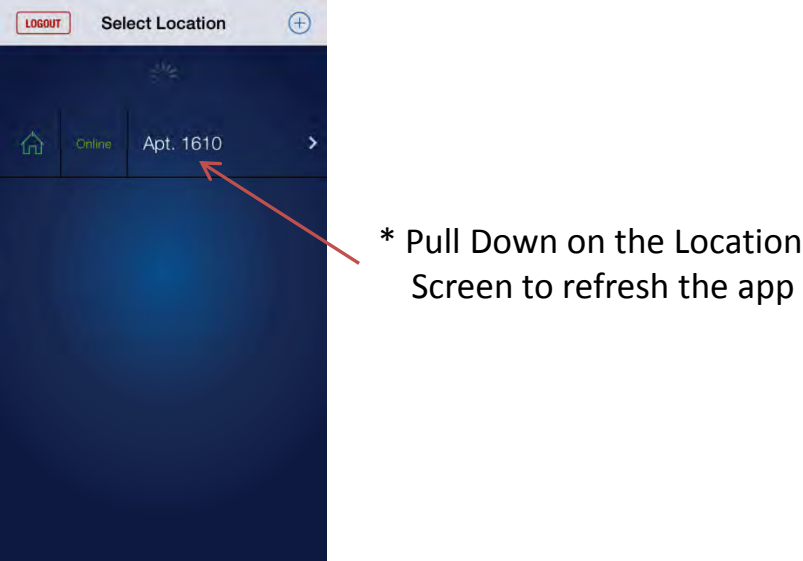 LOGOUT Select Location
Online Apt. 1610
* Pull Down on the Location
Screen to refresh the app